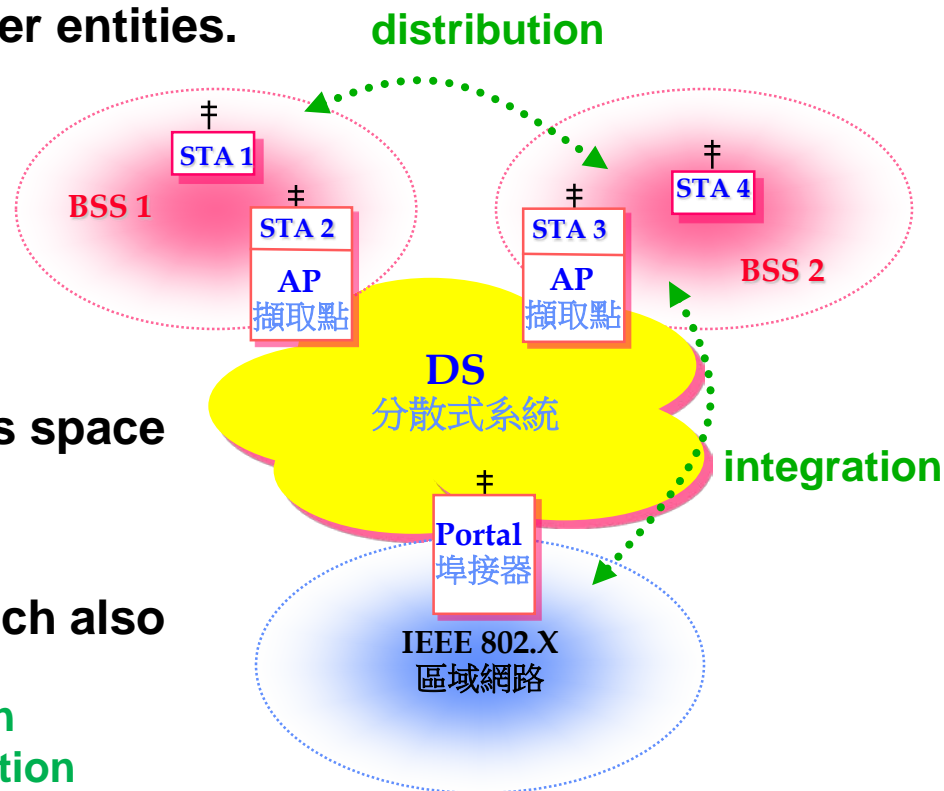 er entities.
distribution
‡
STA 1
BSS 1
‡
STA 2
AP
擷取點
‡
STA 3
AP
擷取點
‡
STA 4
BSS 2
DS
分散式系統
s space
integration
‡
Portal
埠接器
ch also
IEEE 802.X
區域網路
n
tion